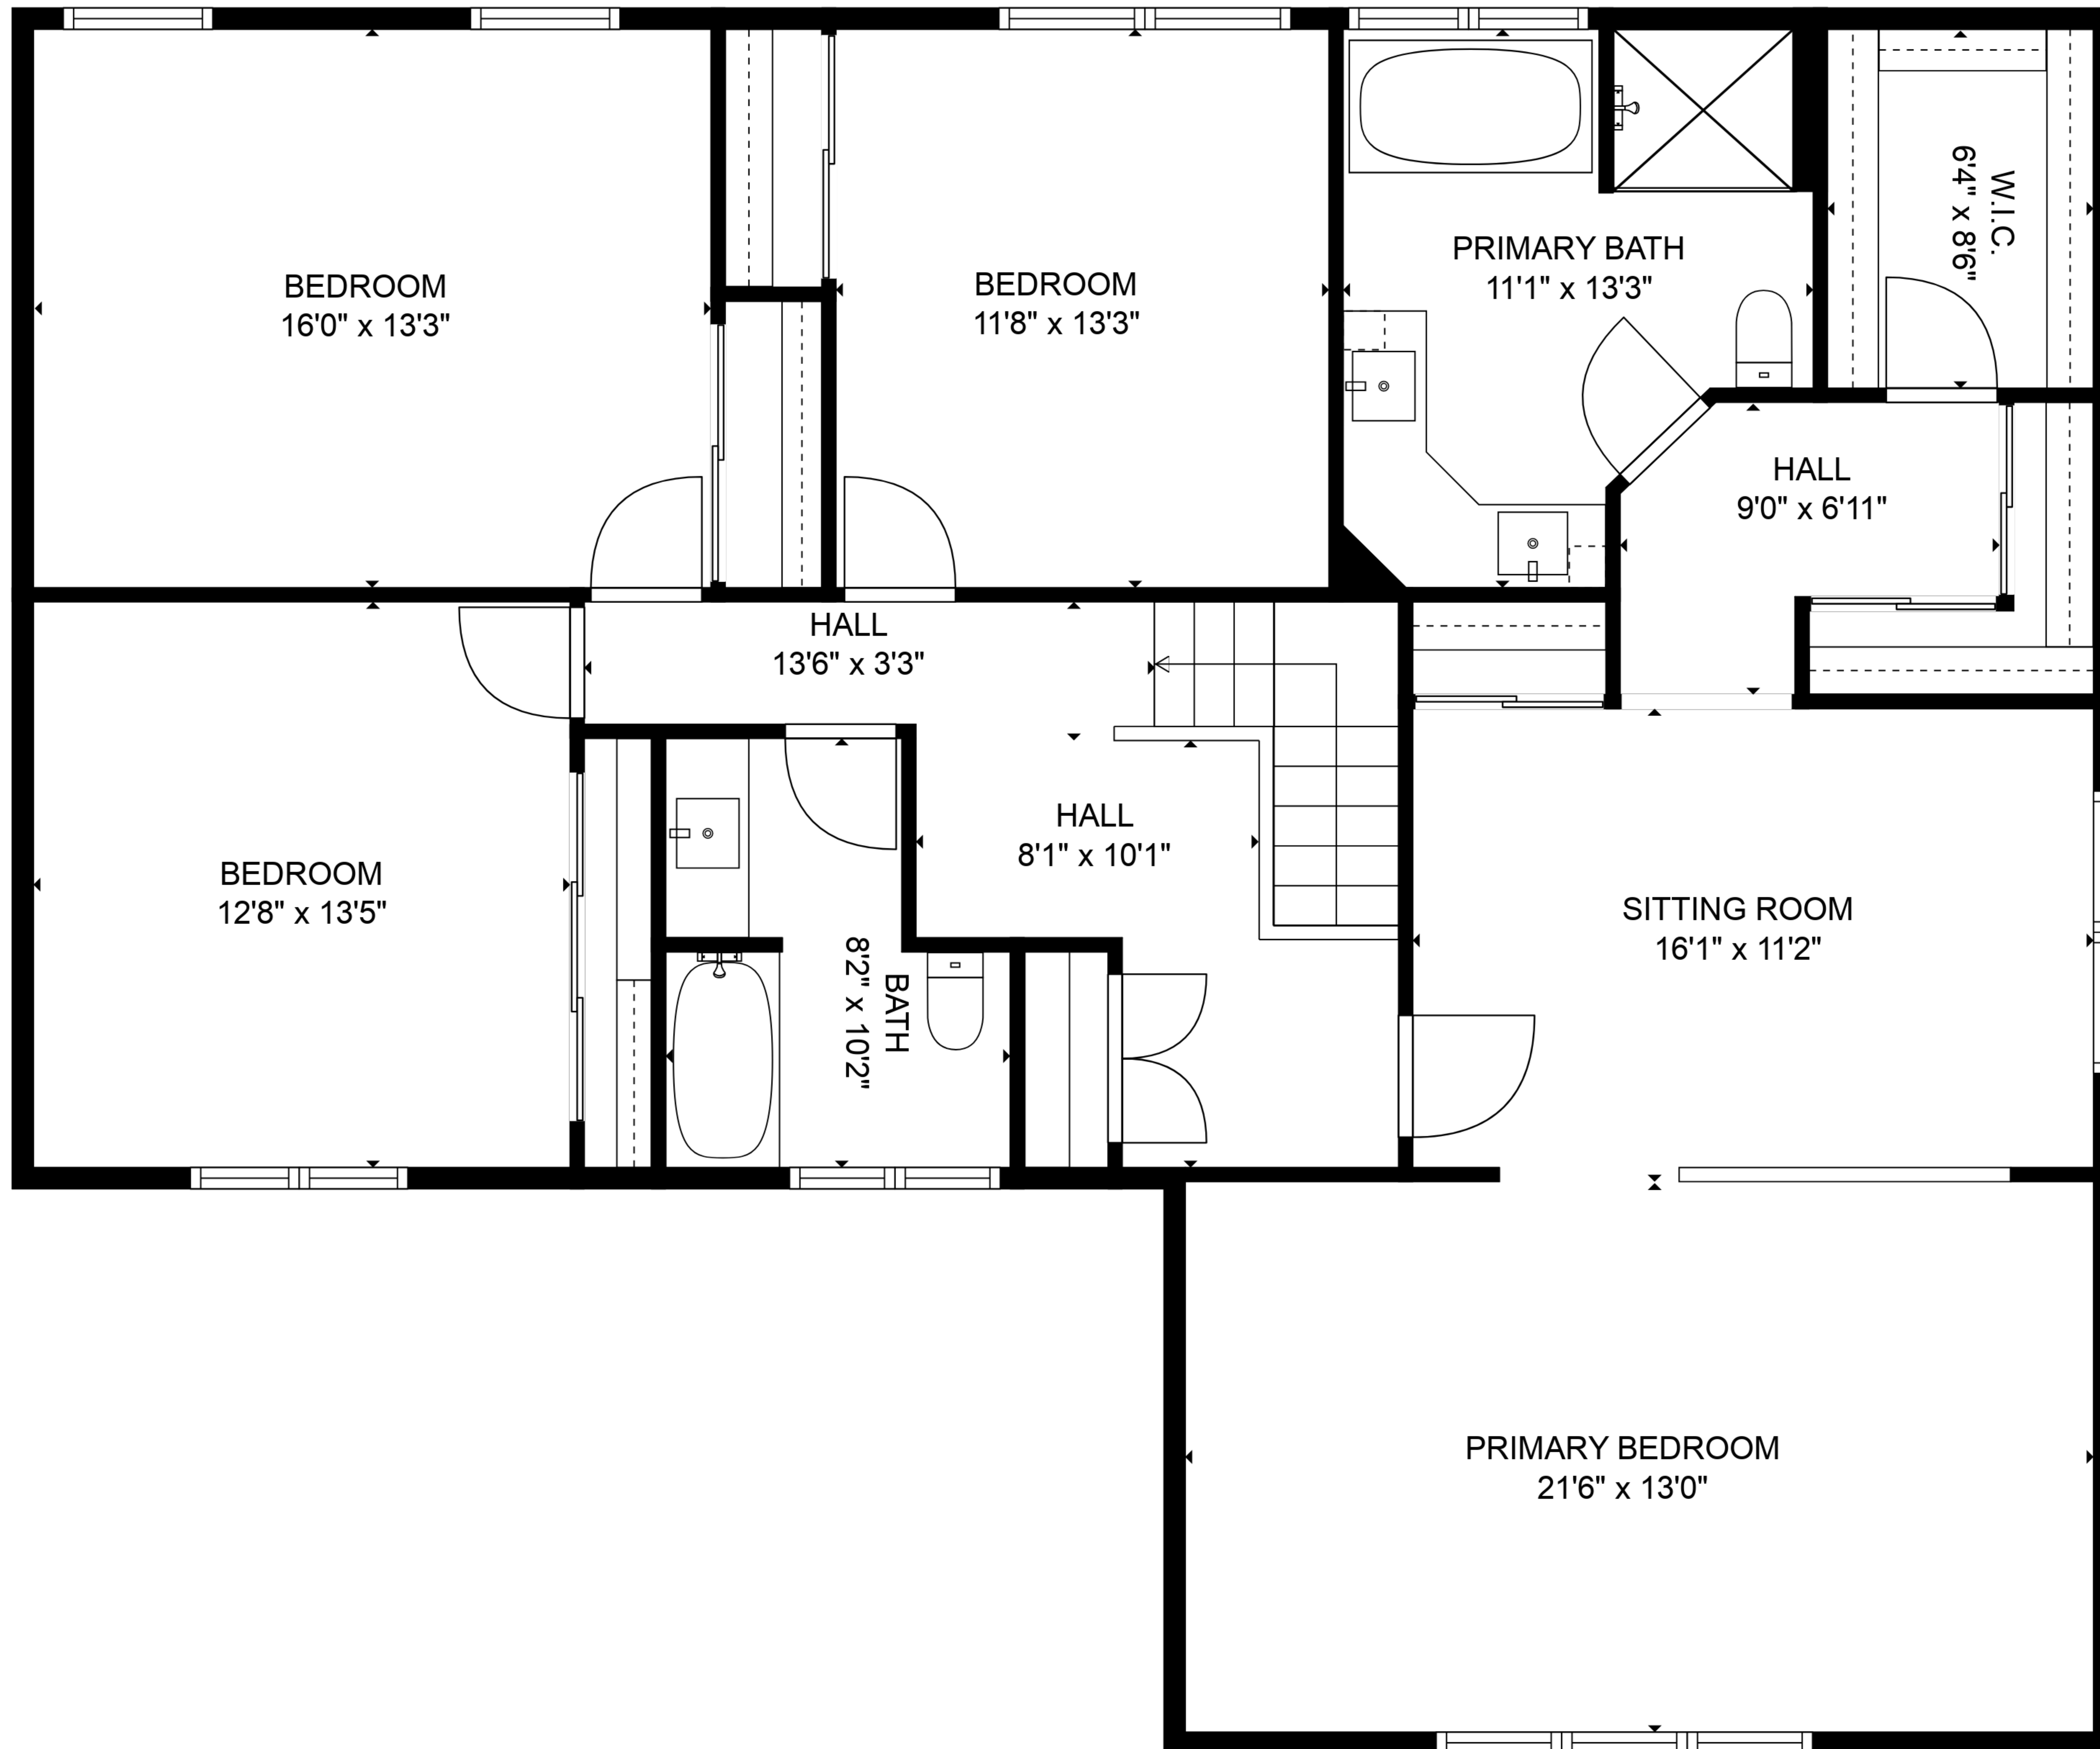 BEDROOM
16'0" x 13'3"
BEDROOM
11'8" x 13'3"
PRIMARY BATH
11'1" x 13'3"
W.I.C.
6'4" x 8'6"
HALL
9'0" x 6'11"
HALL
13'6" x 3'3"
HALL
8'1" x 10'1"
BEDROOM
12'8" x 13'5"
BATH
8'2" x 10'2"
SITTING ROOM
16'1" x 11'2"
PRIMARY BEDROOM
21'6" x 13'0"